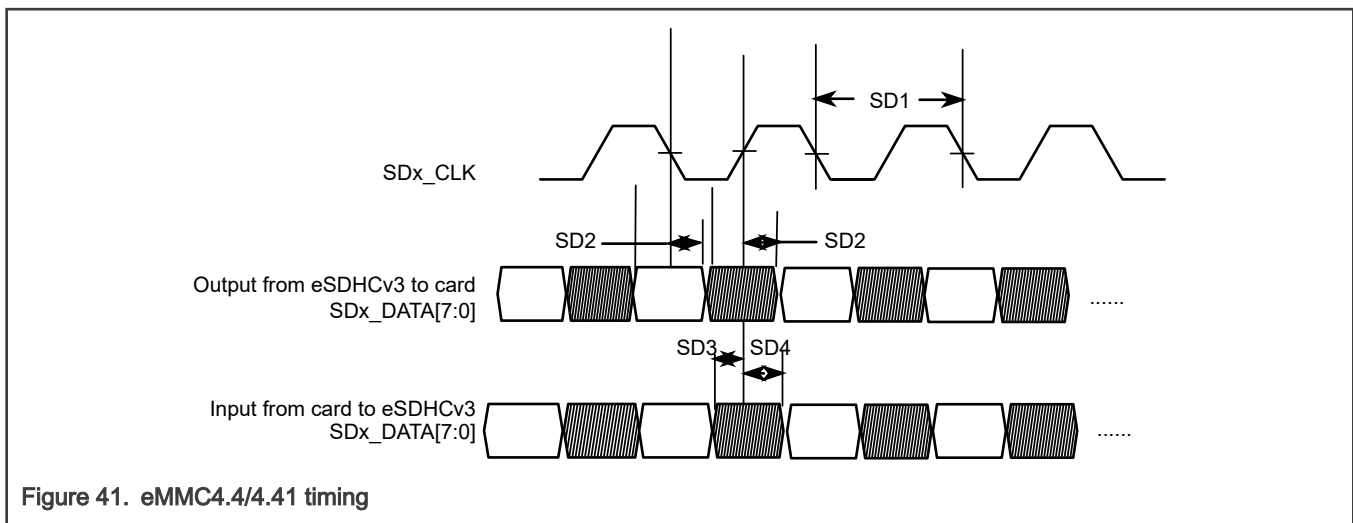 SD1
SDx_CLK
SD2
SD2
Output from eSDHCv3 to card
SDx_DATA[7:0]
......
SD3
SD4
Input from card to eSDHCv3
SDx_DATA[7:0]
......
Figure 41. eMMC4.4/4.41 timing